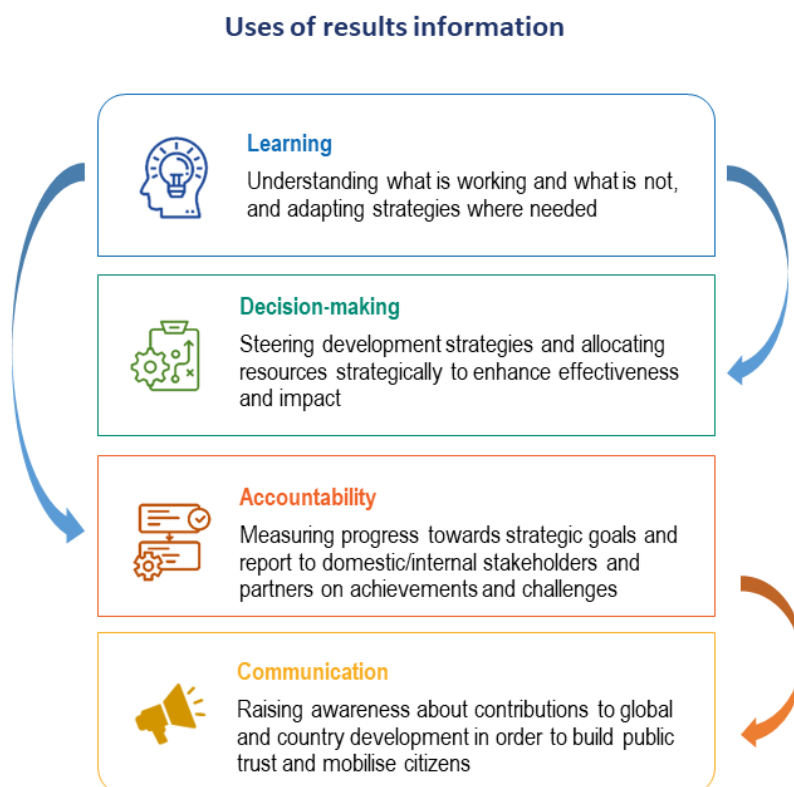 Uses of results information
Learning
Understanding what is working and what is not,
and adapting strategies where needed
Decision-making
Steering development strategies and allocating
resources strategically to enhance effectiveness
and impact
Accountability
Measuring progress towards strategic goals and
report to domestic/internal stakeholders and
partners on achievements and challenges
Communication
Raising awareness about contributions to global
and country development in order to build public
trust and mobilise citizens